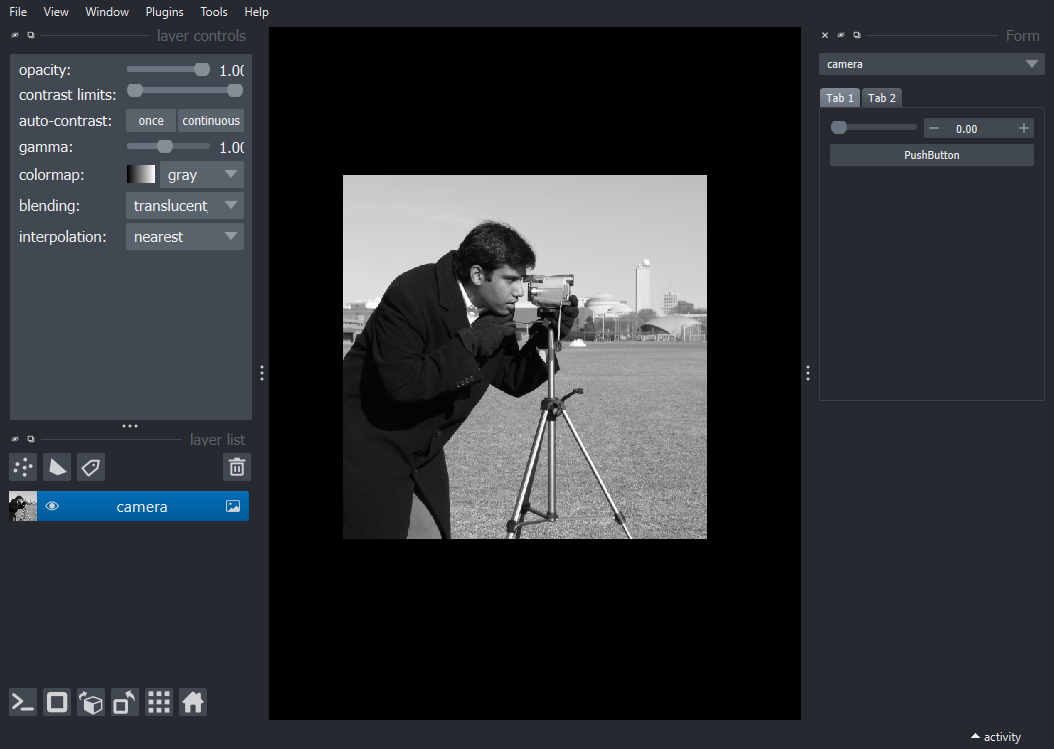 File View Window Plugins Tools Help
layer controls
opacity: 1.00
contrast limits:
auto-contrast: once continuous
gamma: 1.00
colormap: gray
blending: translucent
interpolation: nearest
layer list
camera
Form
camera
Tab 1 Tab 2
0.00
PushButton
activity